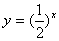 y = (1/2)^x